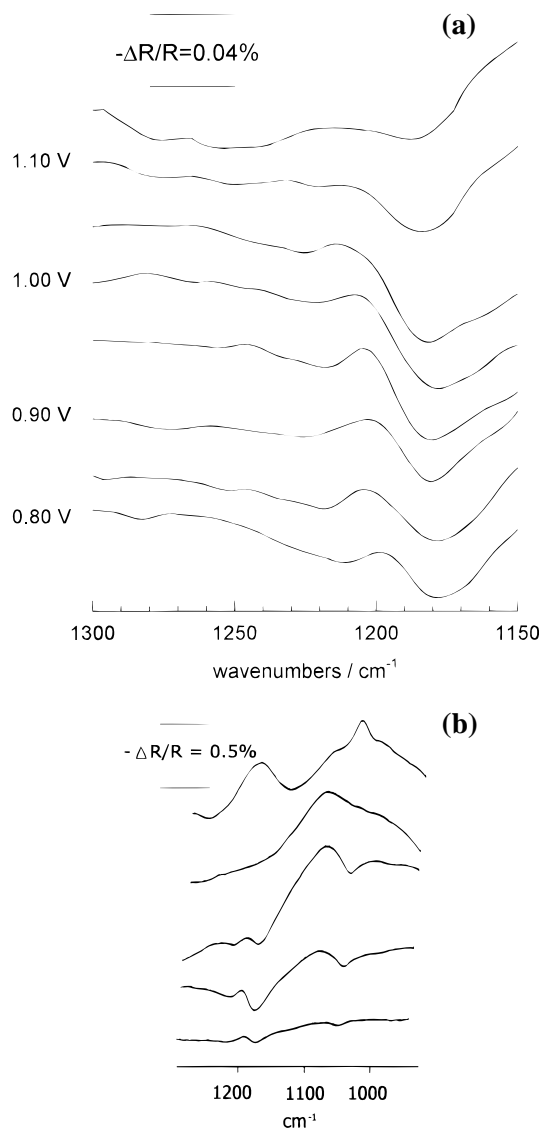 (a)
-ΔR/R=0.04%
1.10 V
1.00 V
0.90 V
0.80 V
1300 1250 1200 1150
wavenumbers / cm⁻¹
(b)
- ΔR/R = 0.5%
1200 1100 1000
cm⁻¹